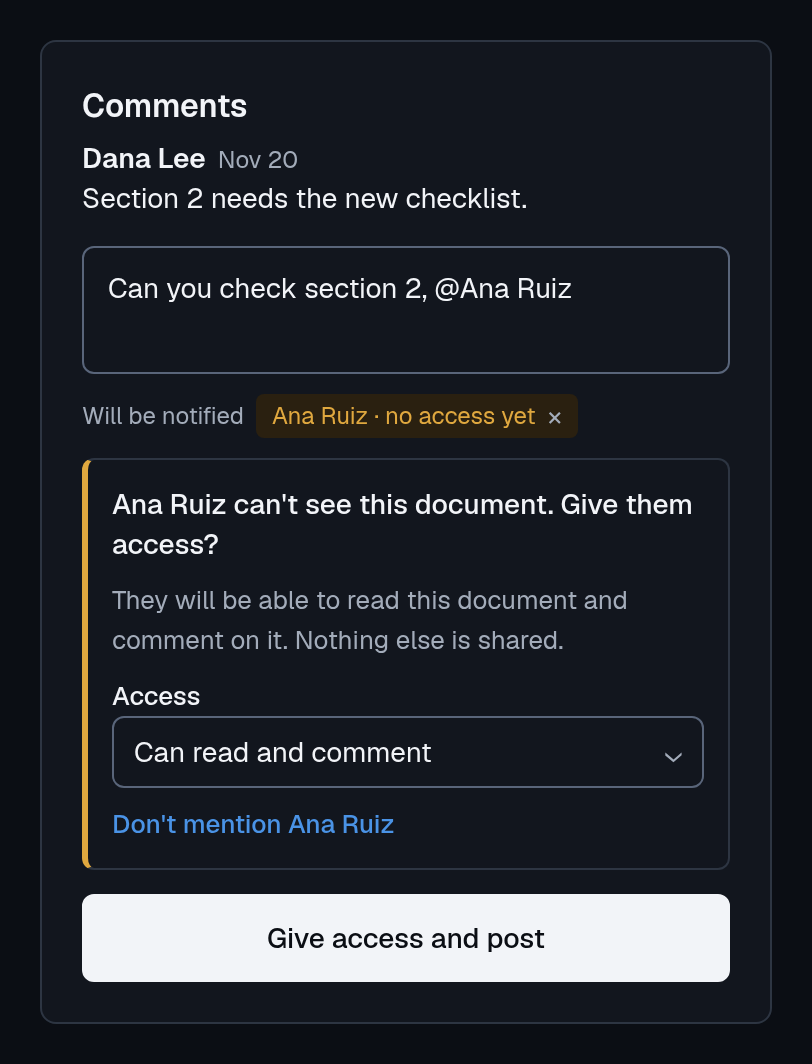 Comments
Dana Lee Nov 20
Section 2 needs the new checklist.
Can you check section 2, @Ana Ruiz
Will be notified Ana Ruiz · no access yet ×
Ana Ruiz can't see this document. Give them
access?
They will be able to read this document and
comment on it. Nothing else is shared.
Access
Can read and comment
Don't mention Ana Ruiz
Give access and post